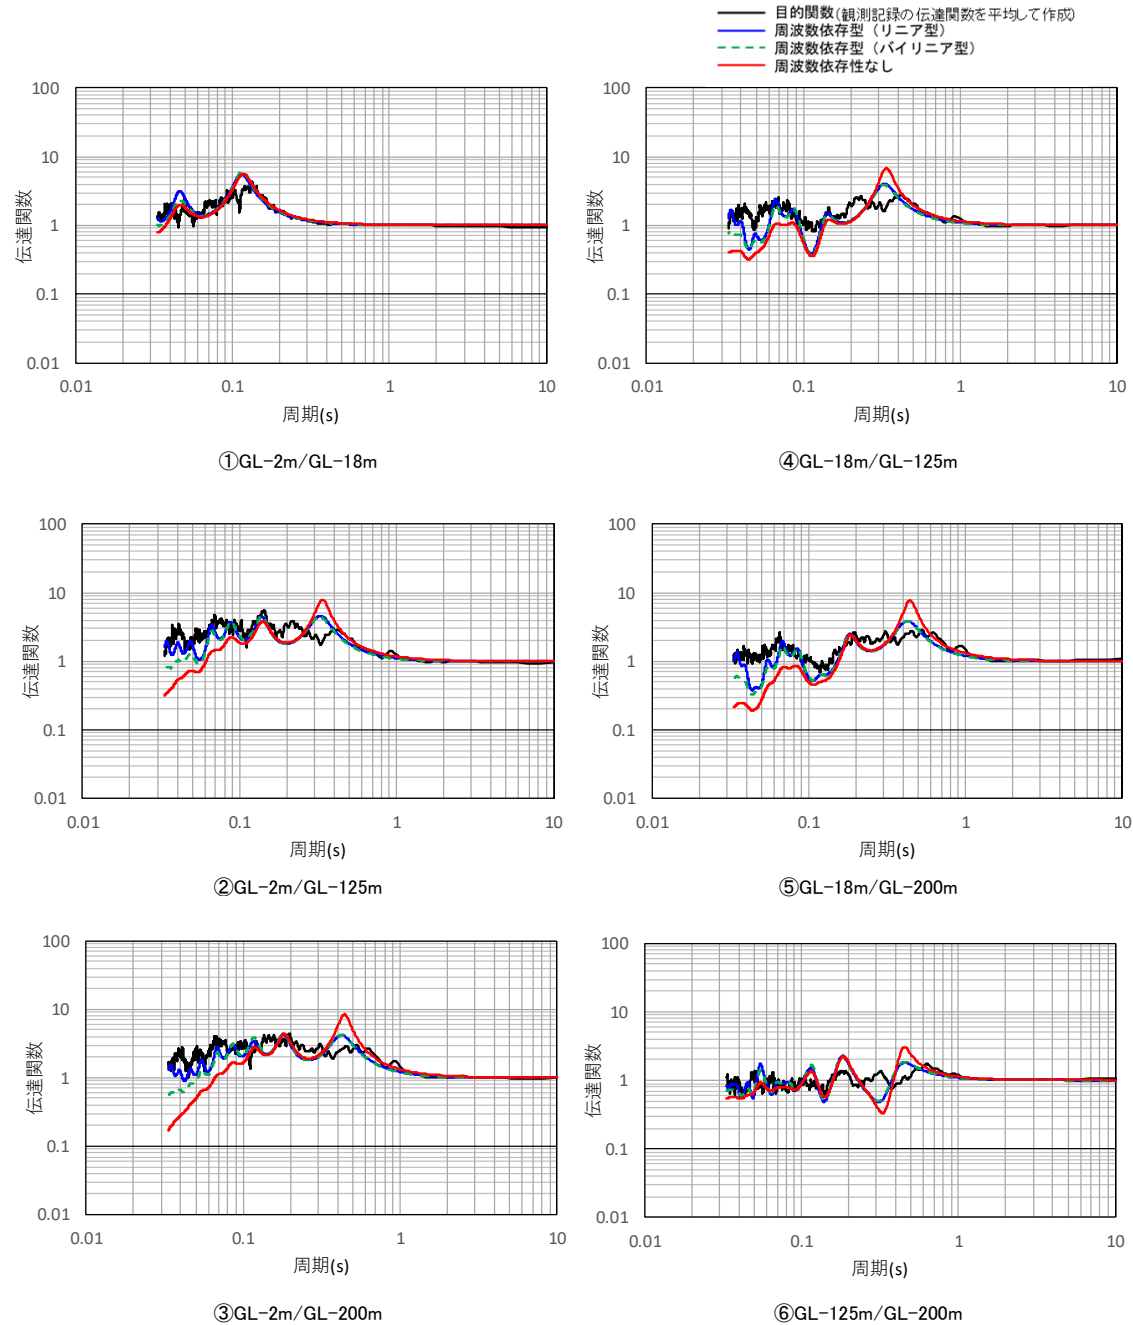 目的関数(観測記録の伝達関数を平均して作成)
周波数依存型（リニア型）
周波数依存型（バイリニア型）
周波数依存性なし
100
10
1
0.1
0.01
伝達関数
0.01 0.1 1 10
周期(s)
①GL-2m/GL-18m
100
10
1
0.1
0.01
伝達関数
0.01 0.1 1 10
周期(s)
④GL-18m/GL-125m
100
10
1
0.1
0.01
伝達関数
0.01 0.1 1 10
周期(s)
②GL-2m/GL-125m
100
10
1
0.1
0.01
伝達関数
0.01 0.1 1 10
周期(s)
⑤GL-18m/GL-200m
100
10
1
0.1
0.01
伝達関数
0.01 0.1 1 10
周期(s)
③GL-2m/GL-200m
100
10
1
0.1
0.01
伝達関数
0.01 0.1 1 10
周期(s)
⑥GL-125m/GL-200m